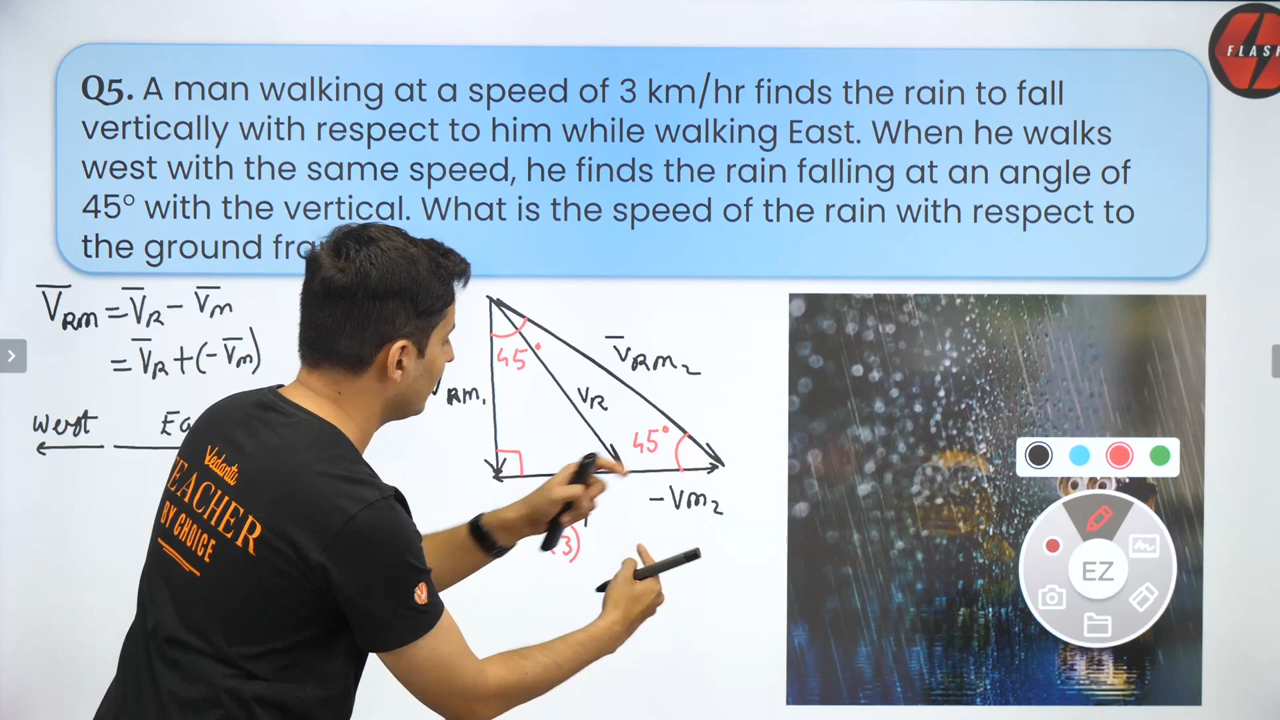 Q5. A man walking at a speed of 3 km/hr finds the rain to fall
vertically with respect to him while walking East. When he walks
west with the same speed, he finds the rain falling at an angle of
45° with the vertical. What is the speed of the rain with respect to
the ground
FLASH
V̅RM = V̅R - V̅m
= V̅R + (-V̅m)
West
45°
RM₁
VR
V̅RM₂
45°
-Vm₂
3)
Vedantu
TEACHER
BY CHOICE
EZ